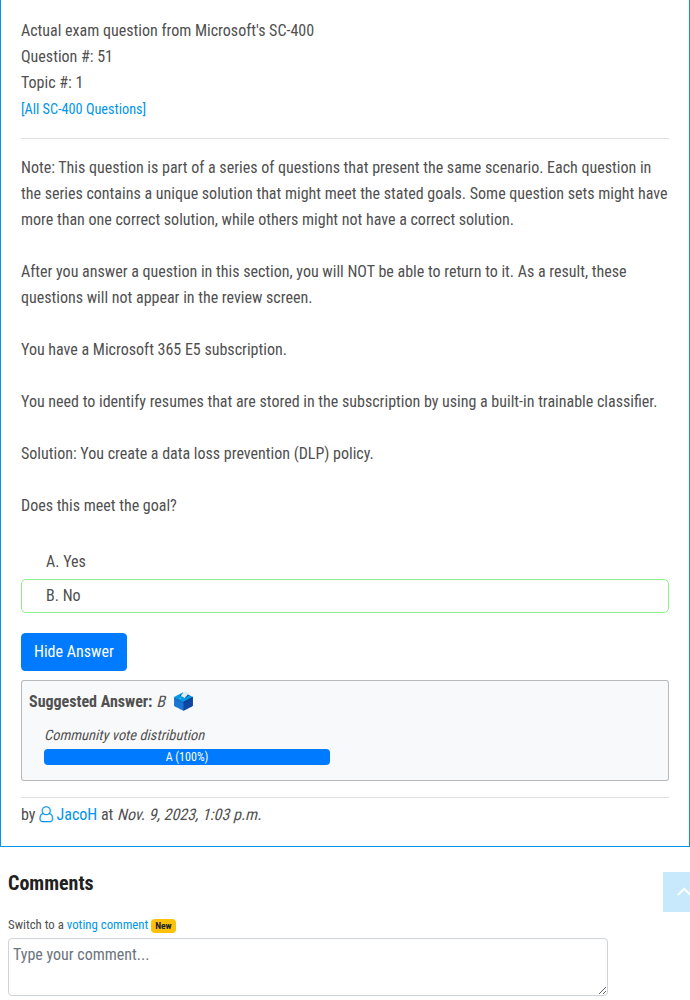 Actual exam question from Microsoft's SC-400
Question #: 51
Topic #: 1
[All SC-400 Questions]
Note: This question is part of a series of questions that present the same scenario. Each question in
the series contains a unique solution that might meet the stated goals. Some question sets might have
more than one correct solution, while others might not have a correct solution.
After you answer a question in this section, you will NOT be able to return to it. As a result, these
questions will not appear in the review screen.
You have a Microsoft 365 E5 subscription.
You need to identify resumes that are stored in the subscription by using a built-in trainable classifier.
Solution: You create a data loss prevention (DLP) policy.
Does this meet the goal?
A. Yes
B. No
Hide Answer
Suggested Answer: B
Community vote distribution
A (100%)
by JacoH at Nov. 9, 2023, 1:03 p.m.
Comments
Switch to a voting comment New
Type your comment...